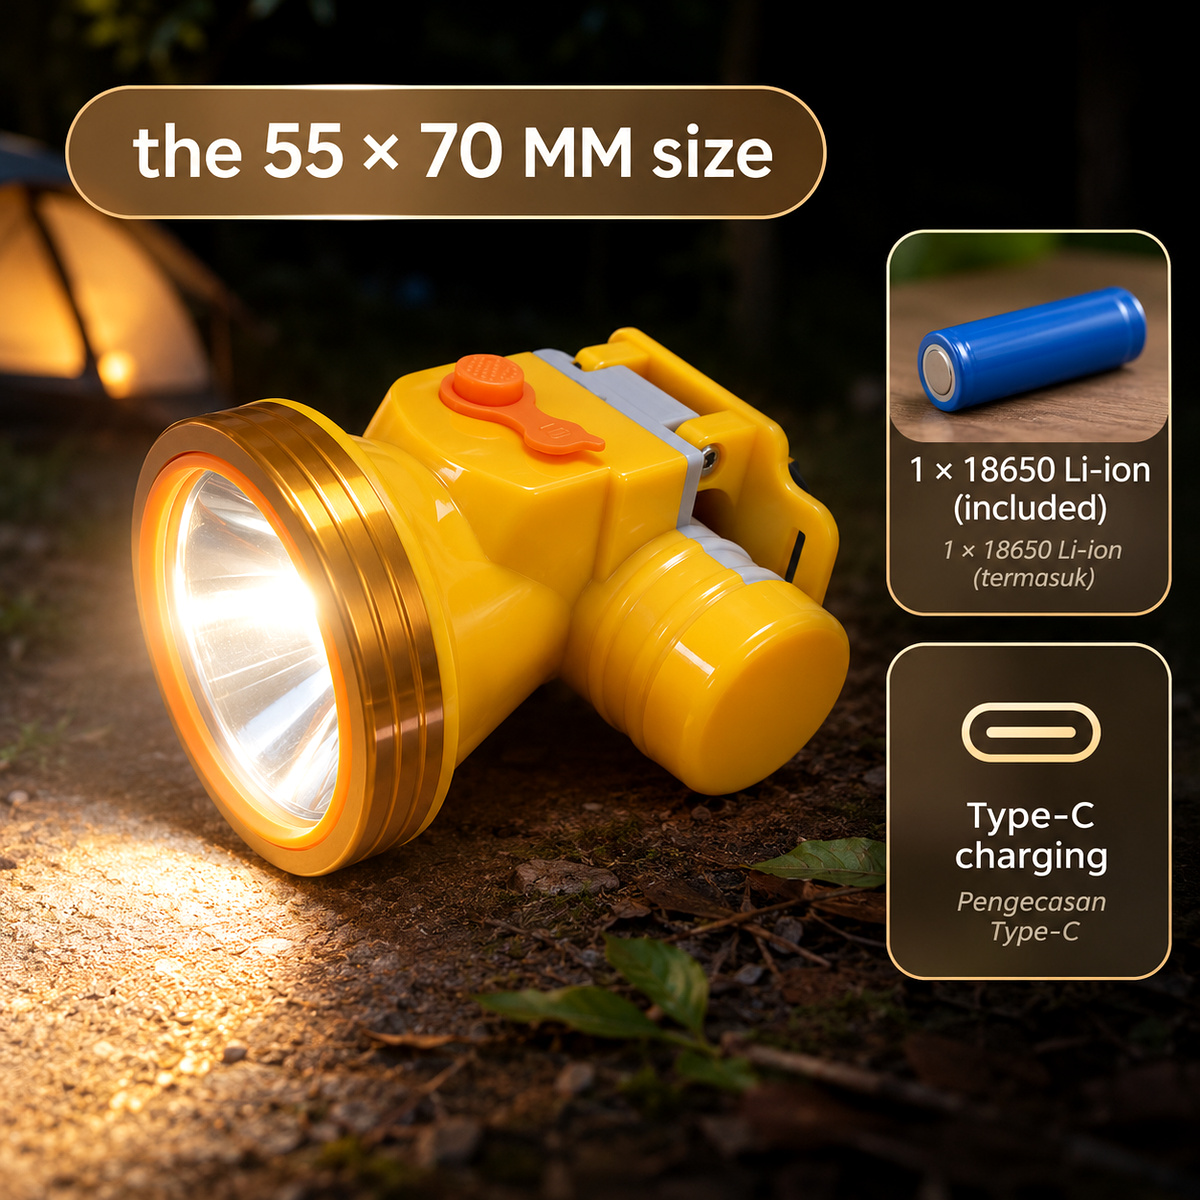 the 55 × 70 MM size
1 × 18650 Li-ion
(included)
1 × 18650 Li-ion
(termasuk)
Type-C
charging
Pengecasan
Type-C